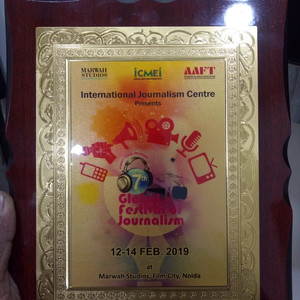 MARWAH
STUDIOS
iCMEi
AAFT
International Journalism Centre
Presents
7th
Global
Festival of
Journalism
12-14 FEB. 2019
at
Marwah Studios, Film City, Noida